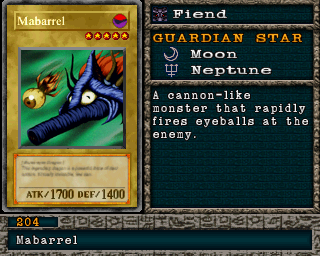 Mabarrel
Fiend
GUARDIAN STAR
Moon
Neptune
A cannon-like
monster that rapidly
fires eyeballs at the
enemy.
ATK/1700 DEF/1400
204
Mabarrel